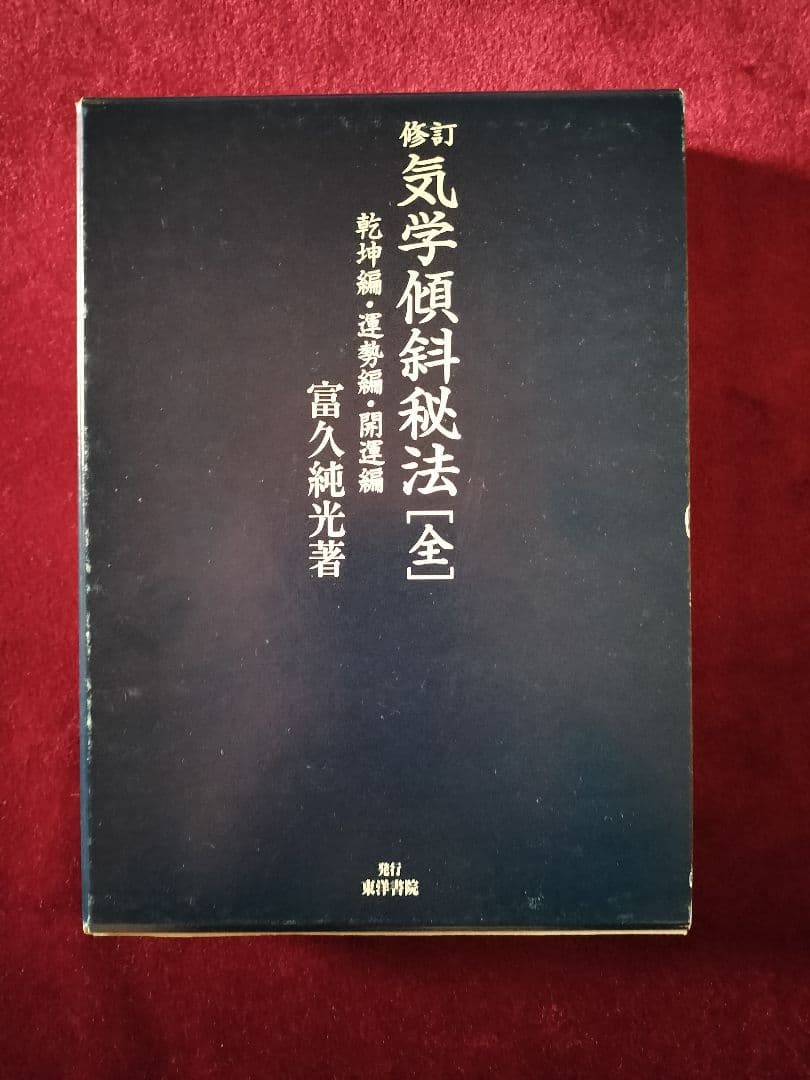 修訂
気学傾斜秘法［全］
乾坤編・運勢編・開運編
富久純光著
発行
東洋書院